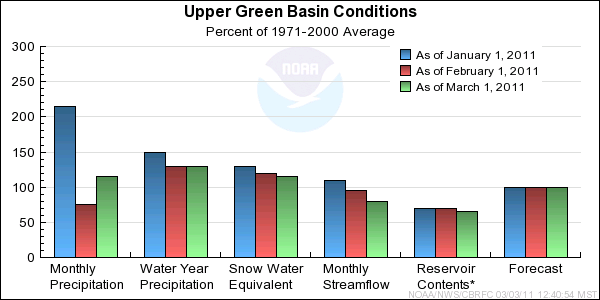 Upper Green Basin Conditions
Percent of 1971-2000 Average
300
250
200
150
100
50
0
NOAA
As of January 1, 2011
As of February 1, 2011
As of March 1, 2011
Monthly
Precipitation
Water Year
Precipitation
Snow Water
Equivalent
Monthly
Streamflow
Reservoir
Contents*
Forecast
NOAA/NWS/CBRFC 03/03/11 12:40:54 MST